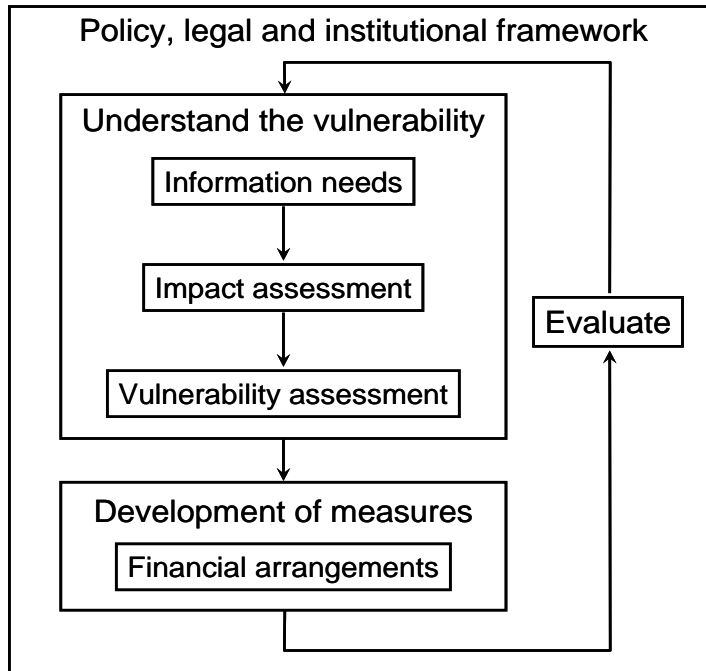 Policy, legal and institutional framework
Understand the vulnerability
Information needs
Impact assessment
Evaluate
Vulnerability assessment
Development of measures
Financial arrangements